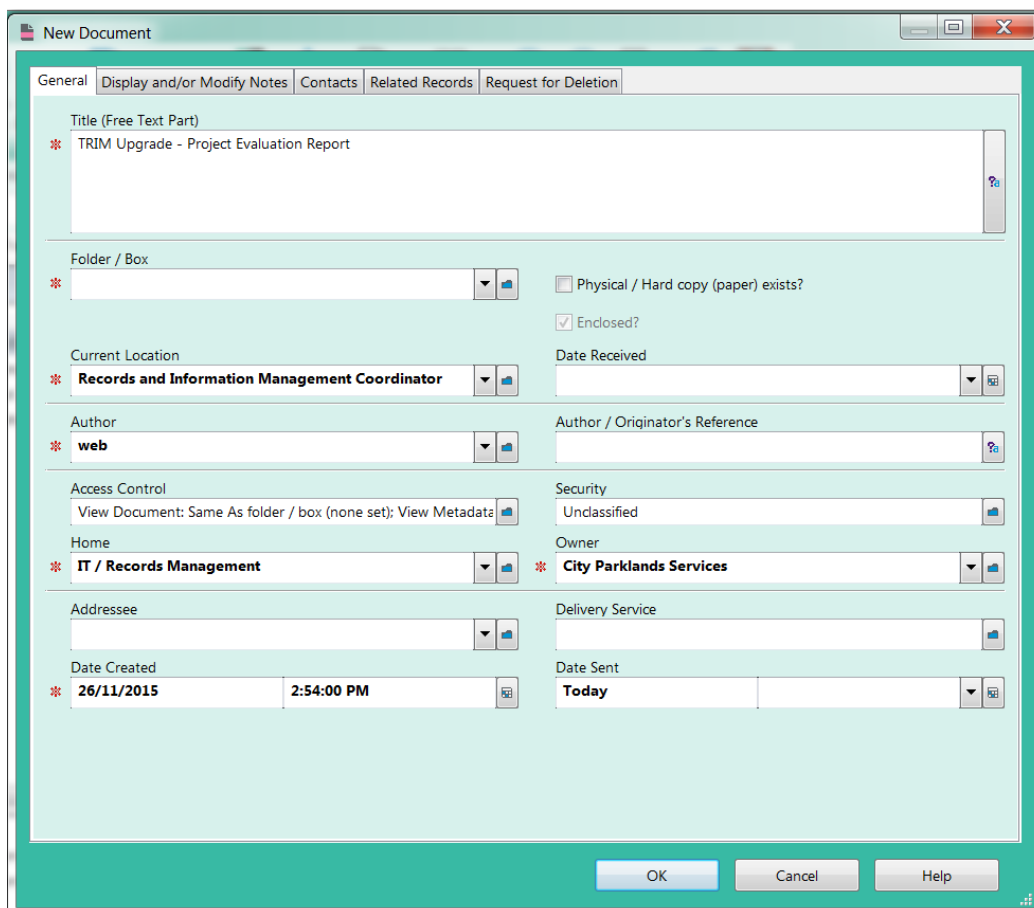 New Document
General Display and/or Modify Notes Contacts Related Records Request for Deletion
Title (Free Text Part)
TRIM Upgrade - Project Evaluation Report
Folder / Box
Physical / Hard copy (paper) exists?
Enclosed?
Current Location Date Received
Records and Information Management Coordinator
Author Author / Originator's Reference
web
Access Control Security
View Document: Same As folder / box (none set); View Metadata Unclassified
Home Owner
IT / Records Management City Parklands Services
Addressee Delivery Service
Date Created Date Sent
26/11/2015 2:54:00 PM Today
OK Cancel Help